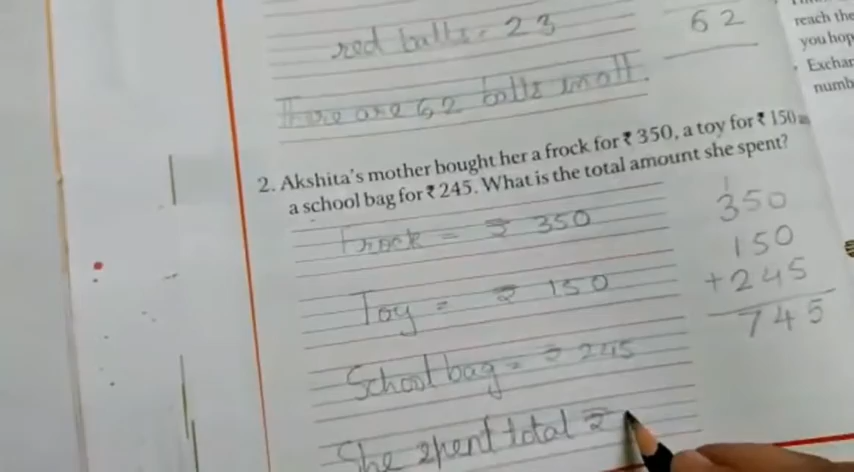 red balls = 23
62
There are 62 balls in all.
reach the
you hop
Exchan
numb
2. Akshita's mother bought her a frock for ₹ 350, a toy for ₹ 150
a school bag for ₹ 245. What is the total amount she spent?
Frock = ₹ 350
Toy = ₹ 150
School bag = ₹ 245
She spent total ₹
1
350
150
+245
745